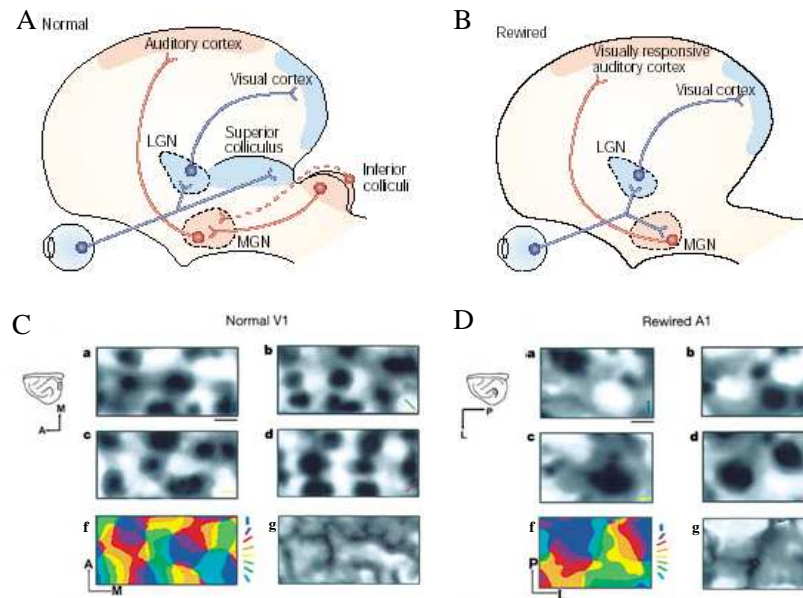 A
Normal
Auditory cortex
Visual cortex
LGN
Superior
colliculus
Inferior
colliculi
MGN
B
Rewired
Visually responsive
auditory cortex
Visual cortex
LGN
MGN
C
Normal V1
a
b
M
A
c
d
f
g
A
M
D
Rewired A1
a
b
P
L
c
d
f
g
P